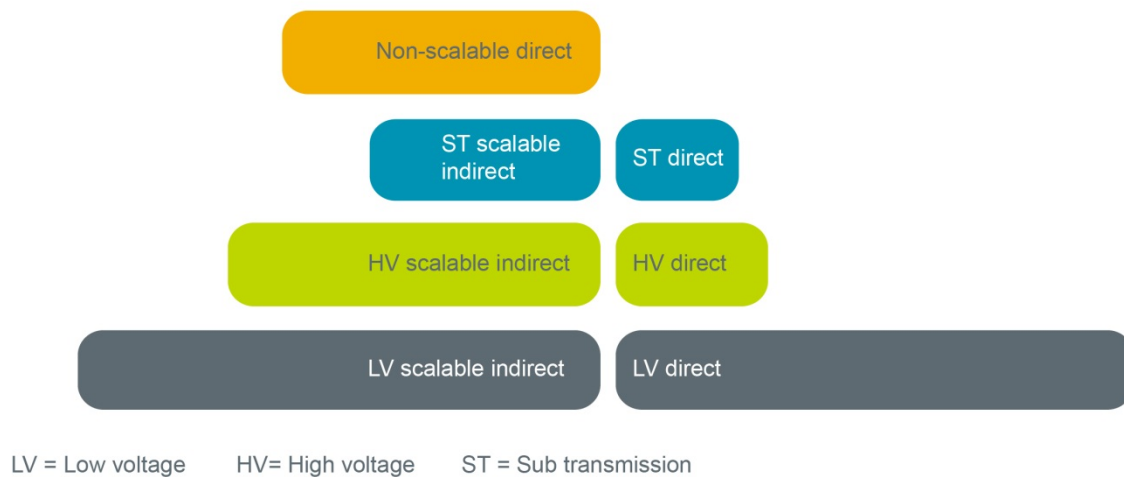 Non-scalable direct
ST scalable
indirect
ST direct
HV scalable indirect
HV direct
LV scalable indirect
LV direct
LV = Low voltage
HV= High voltage
ST = Sub transmission